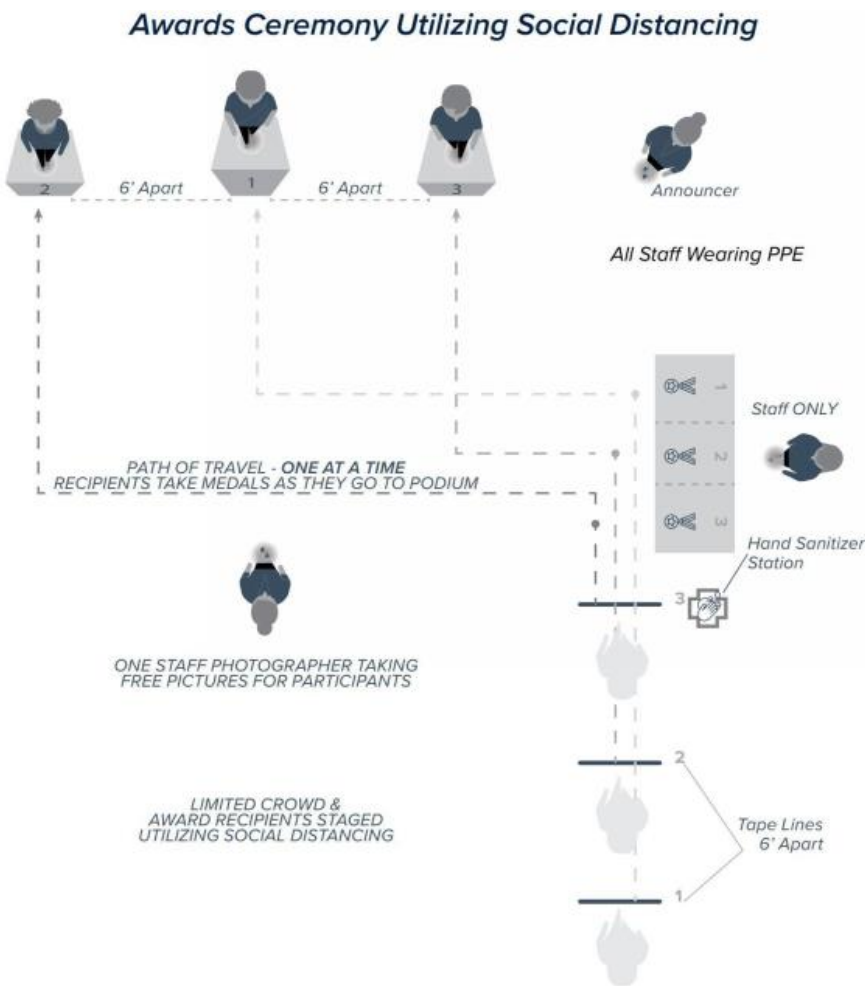 Awards Ceremony Utilizing Social Distancing
2
6' Apart
1
6' Apart
3
Announcer
All Staff Wearing PPE
1
Staff ONLY
2
3
PATH OF TRAVEL - ONE AT A TIME
RECIPIENTS TAKE MEDALS AS THEY GO TO PODIUM
Hand Sanitizer
Station
3
ONE STAFF PHOTOGRAPHER TAKING
FREE PICTURES FOR PARTICIPANTS
2
LIMITED CROWD &
AWARD RECIPIENTS STAGED
UTILIZING SOCIAL DISTANCING
Tape Lines
6' Apart
1